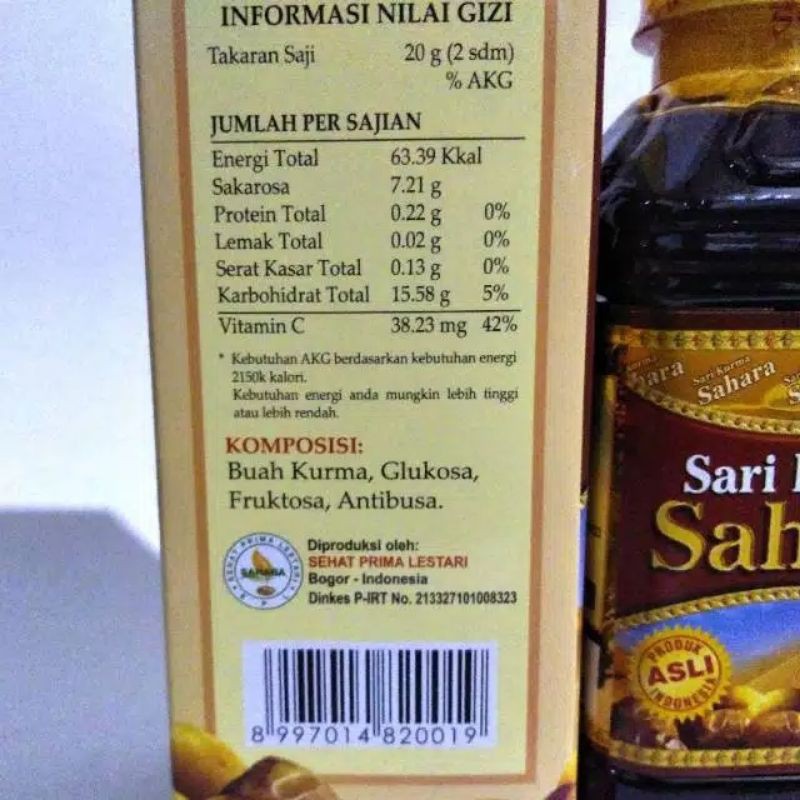 INFORMASI NILAI GIZI
Takaran Saji 20 g (2 sdm)
% AKG
JUMLAH PER SAJIAN
Energi Total 63.39 Kkal
Sakarosa 7.21 g
Protein Total 0.22 g 0%
Lemak Total 0.02 g 0%
Serat Kasar Total 0.13 g 0%
Karbohidrat Total 15.58 g 5%
Vitamin C 38.23 mg 42%
* Kebutuhan AKG berdasarkan kebutuhan energi
2150k kalori.
Kebutuhan energi anda mungkin lebih tinggi
atau lebih rendah.
KOMPOSISI:
Buah Kurma, Glukosa,
Fruktosa, Antibusa.
SEHAT PRIMA LESTARI
SAHARA
Diproduksi oleh:
SEHAT PRIMA LESTARI
Bogor - Indonesia
Dinkes P-IRT No. 213327101008323
8 997014 820019
Sari Kurma
Sahara
Sari
Sah
PRODUK
ASLI
INDONESIA